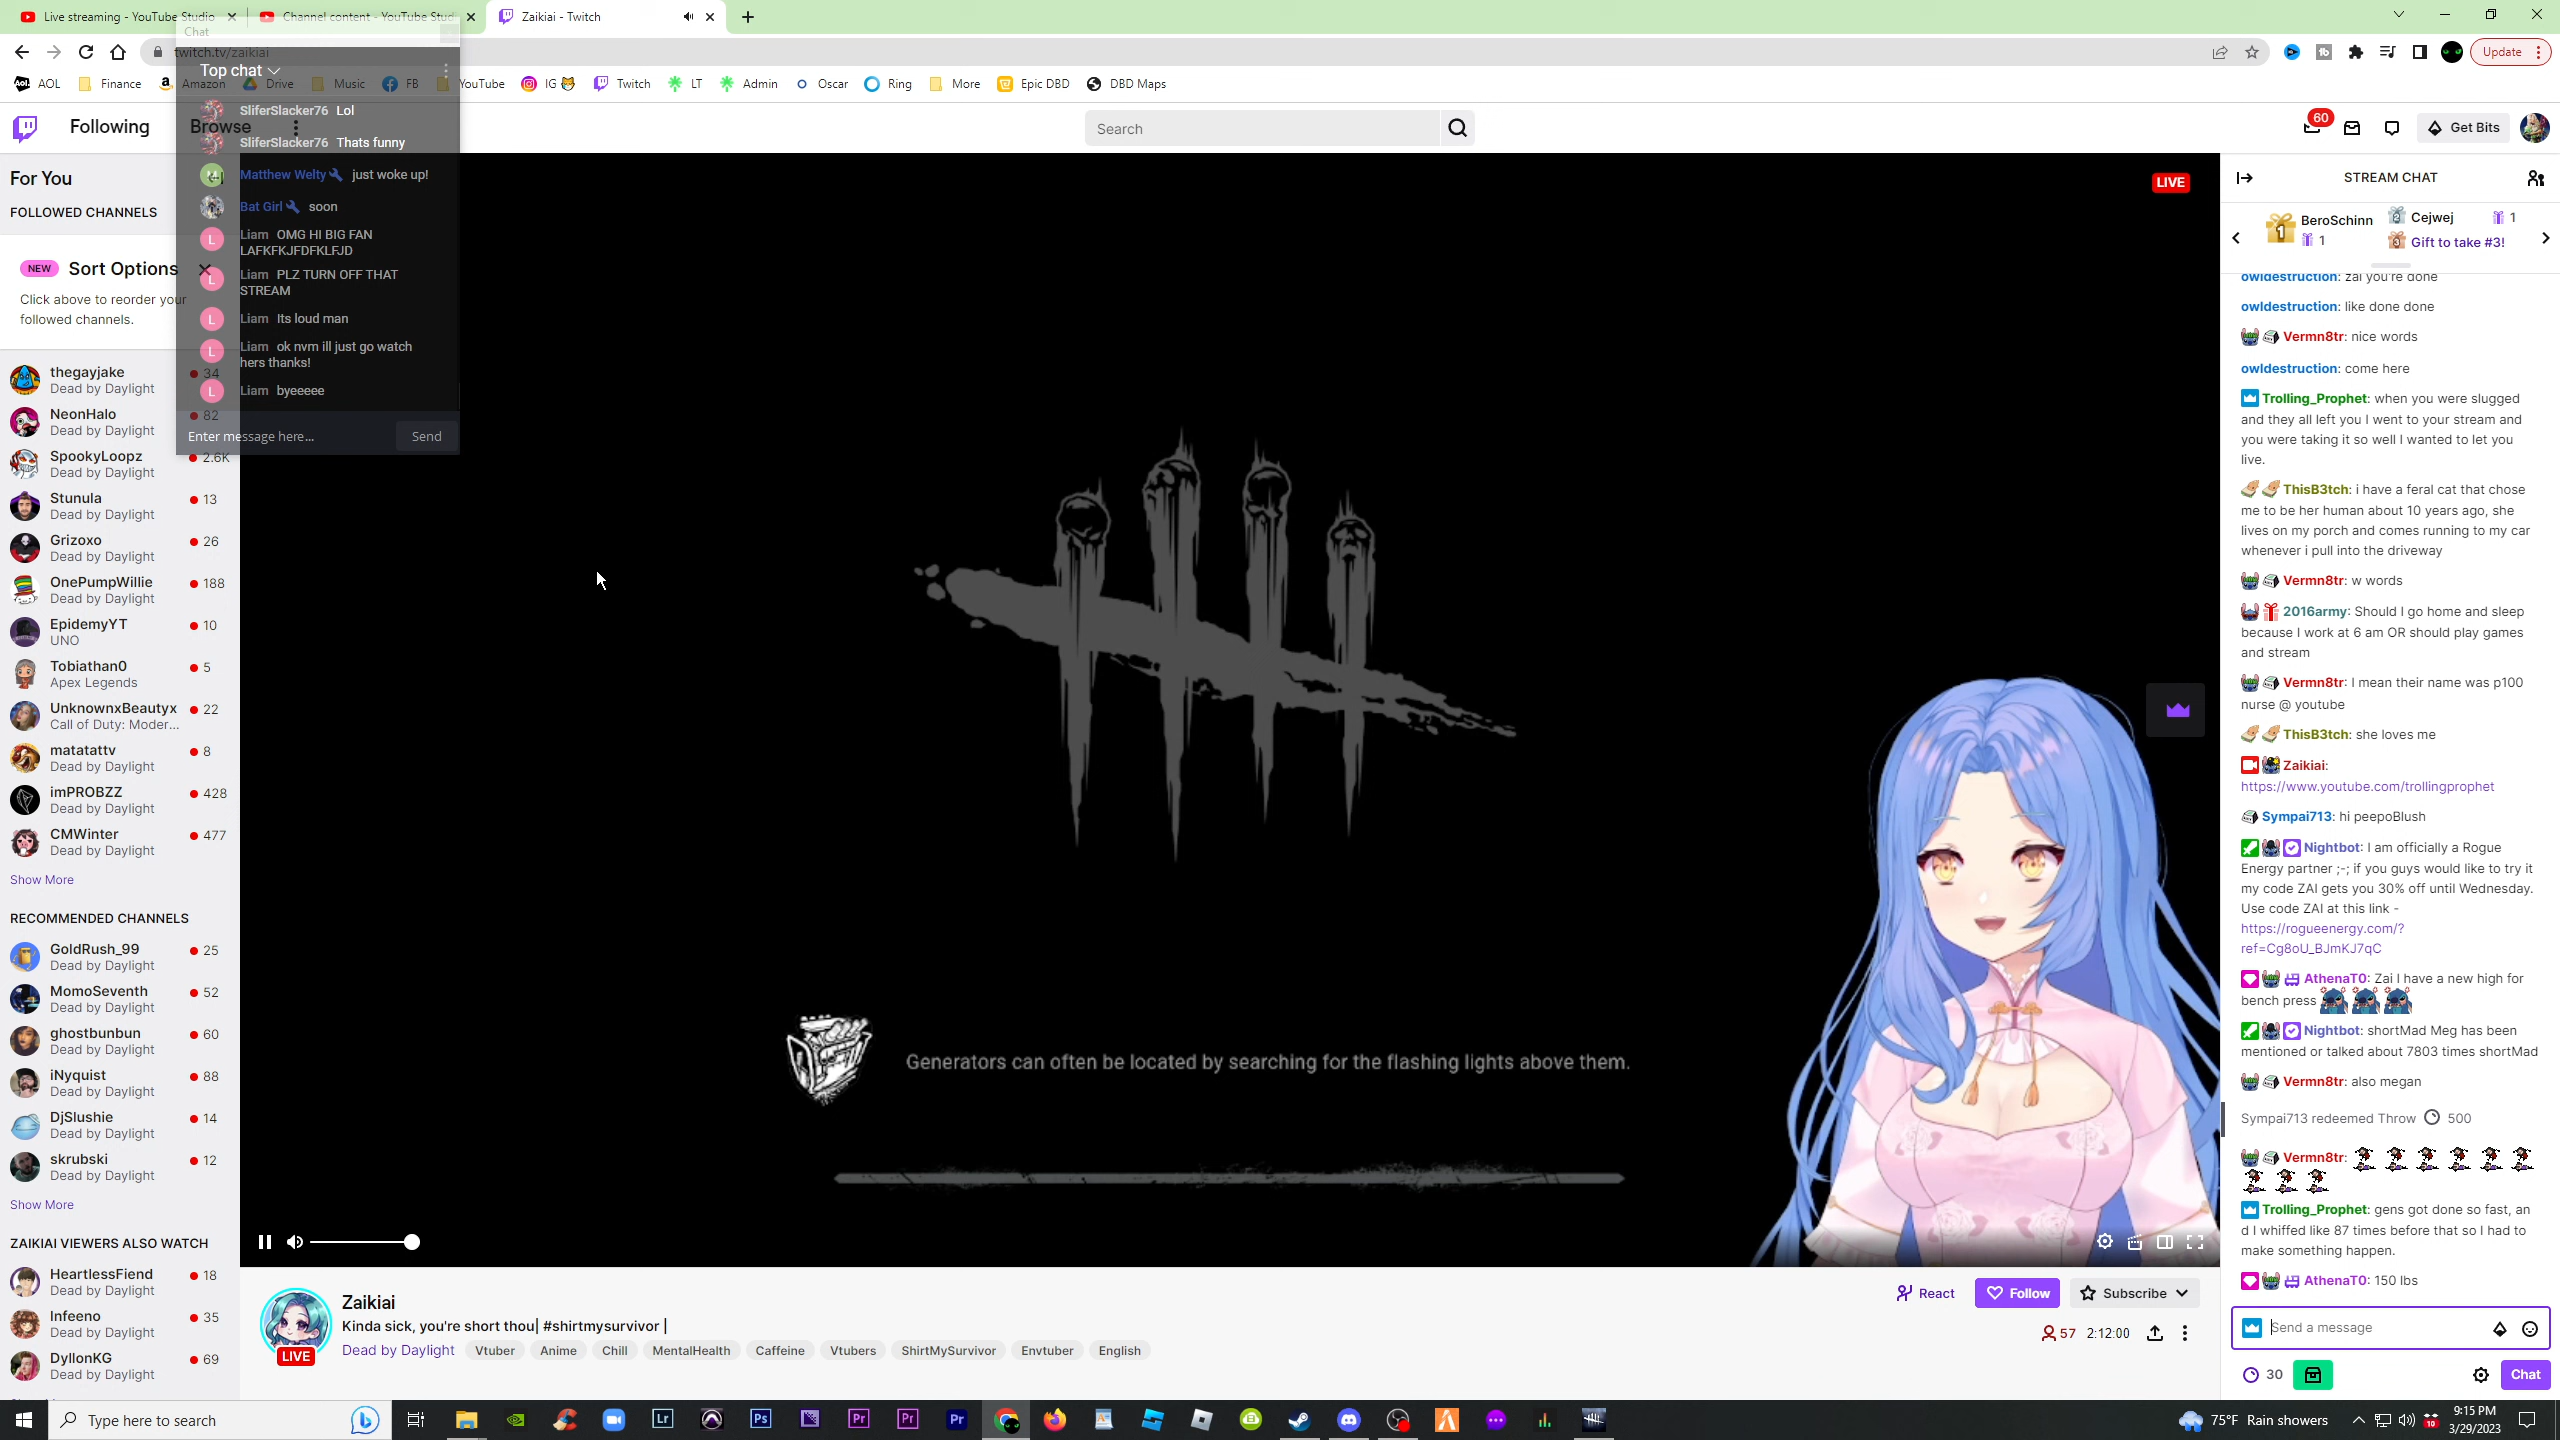 Live streaming - YouTube Studio
Channel content - YouTube Stud
Zaikiai - Twitch
Chat
twitch.tv/zaikiai
Update
AOL
Finance
Amazon
Drive
Music
FB
YouTube
IG
Twitch
LT
Admin
Oscar
Ring
More
Epic DBD
DBD Maps
Top chat
SliferSlacker76 Lol
SliferSlacker76 Thats funny
Matthew Welty just woke up!
Bat Girl soon
Liam OMG HI BIG FAN
LAFKFKJFDFKLFJD
Liam PLZ TURN OFF THAT
STREAM
Liam Its loud man
Liam ok nvm ill just go watch
hers thanks!
Liam byeeeee
Enter message here...
Send
Following
Browse
Search
60
Get Bits
For You
FOLLOWED CHANNELS
NEW Sort Options
Click above to reorder your
followed channels.
thegayjake 34
Dead by Daylight
NeonHalo 82
Dead by Daylight
SpookyLoopz 2.6K
Dead by Daylight
Stunula 13
Dead by Daylight
Grizoxo 26
Dead by Daylight
OnePumpWillie 188
Dead by Daylight
EpidemyYT 10
UNO
Tobiathan0 5
Apex Legends
UnknownxBeautyx 22
Call of Duty: Moder...
matatattv 8
Dead by Daylight
imPROBZZ 428
Dead by Daylight
CMWinter 477
Dead by Daylight
Show More
RECOMMENDED CHANNELS
GoldRush_99 25
Dead by Daylight
MomoSeventh 52
Dead by Daylight
ghostbunbun 60
Dead by Daylight
iNyquist 88
Dead by Daylight
DjSlushie 14
Dead by Daylight
skrubski 12
Dead by Daylight
Show More
ZAIKIAI VIEWERS ALSO WATCH
HeartlessFiend 18
Dead by Daylight
Infeeno 35
Dead by Daylight
DyllonKG 69
Dead by Daylight
LIVE
Generators can often be located by searching for the flashing lights above them.
Zaikiai
Kinda sick, you're short thou| #shirtmysurvivor |
Dead by Daylight Vtuber Anime Chill MentalHealth Caffeine Vtubers ShirtMySurvivor Envtuber English
LIVE
React
Follow
Subscribe
57 2:12:00
STREAM CHAT
1 BeroSchinn 1
2 Cejwej 1
3 Gift to take #3!
owldestruction: zai you're done
owldestruction: like done done
Vermn8tr: nice words
owldestruction: come here
Trolling_Prophet: when you were slugged
and they all left you I went to your stream and
you were taking it so well I wanted to let you
live.
ThisB3tch: i have a feral cat that chose
me to be her human about 10 years ago, she
lives on my porch and comes running to my car
whenever i pull into the driveway
Vermn8tr: w words
2016army: Should I go home and sleep
because I work at 6 am OR should play games
and stream
Vermn8tr: I mean their name was p100
nurse @ youtube
ThisB3tch: she loves me
Zaikiai:
https://www.youtube.com/trollingprophet
Sympai713: hi peepoBlush
Nightbot: I am officially a Rogue
Energy partner ;-; if you guys would like to try it
my code ZAI gets you 30% off until Wednesday.
Use code ZAI at this link -
https://rogueenergy.com/?
ref=Cg8oU_BJmKJ7qC
AthenaT0: Zai I have a new high for
bench press
Nightbot: shortMad Meg has been
mentioned or talked about 7803 times shortMad
Vermn8tr: also megan
Sympai713 redeemed Throw 500
Vermn8tr:
Trolling_Prophet: gens got done so fast, an
d I whiffed like 87 times before that so I had to
make something happen.
AthenaT0: 150 lbs
Send a message
30
Chat
Type here to search
Lr
Ps
Pr
Pr
Pr
75°F Rain showers
10
9:15 PM
3/29/2023